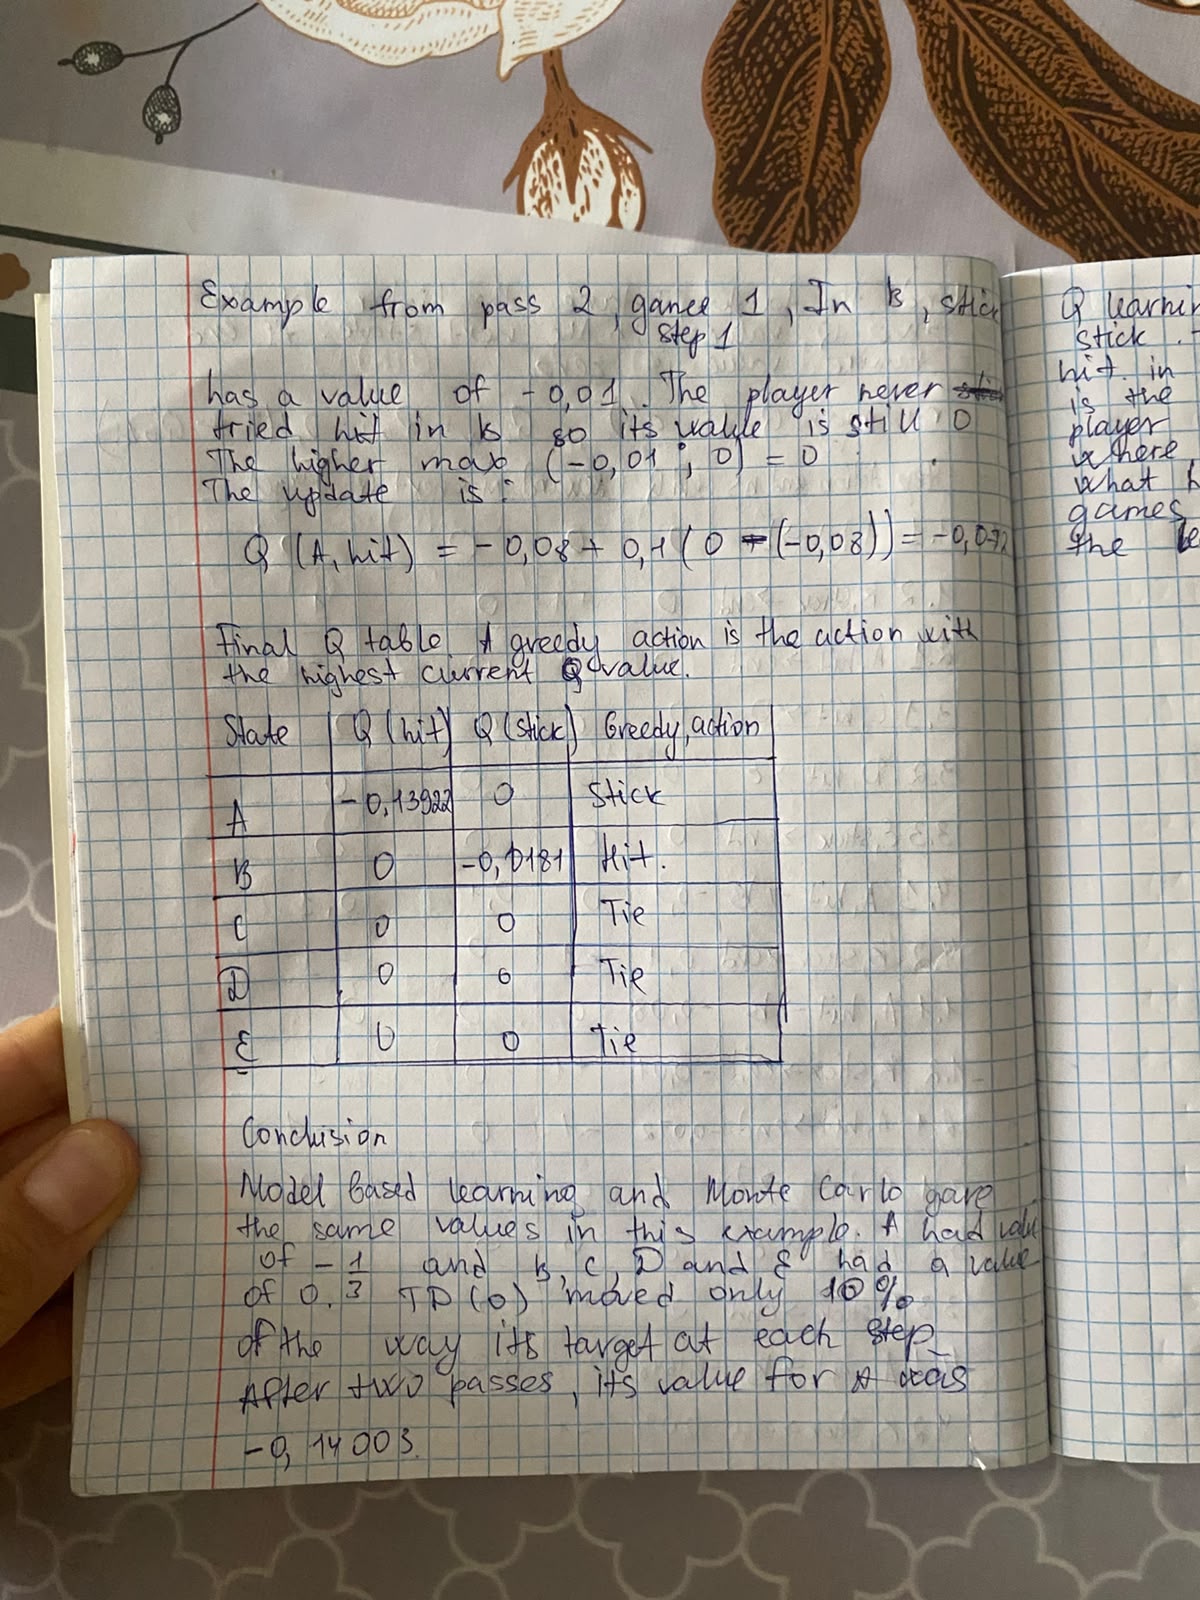 Example from pass 2, game 1, In B, stick
step 1
has a value of -0,01. The player never
tried hit in B so its value is still 0
The higher max (-0,01 ; 0) = 0
The update is:
Q (A, hit) = -0,08 + 0,1 (0 - (-0,08)) = -0,072
Final Q table. A greedy action is the action with
the highest current Q value.
State Q (hit) Q (stick) Greedy, action
A -0,13922 0 Stick
B 0 -0,0181 Hit.
C 0 0 Tie
D 0 0 Tie
E 0 0 Tie
Conclusion
Model based learning and Monte Carlo gave
the same values in this example. A had value
of -1/3 and B, C, D and E had a value
of 0. TD(0) moved only 10%
of the way its target at each step
After two passes, its value for A was
-0,14003.
Q learnin
stick.
hit in
is the
player
where,
what h
games
the